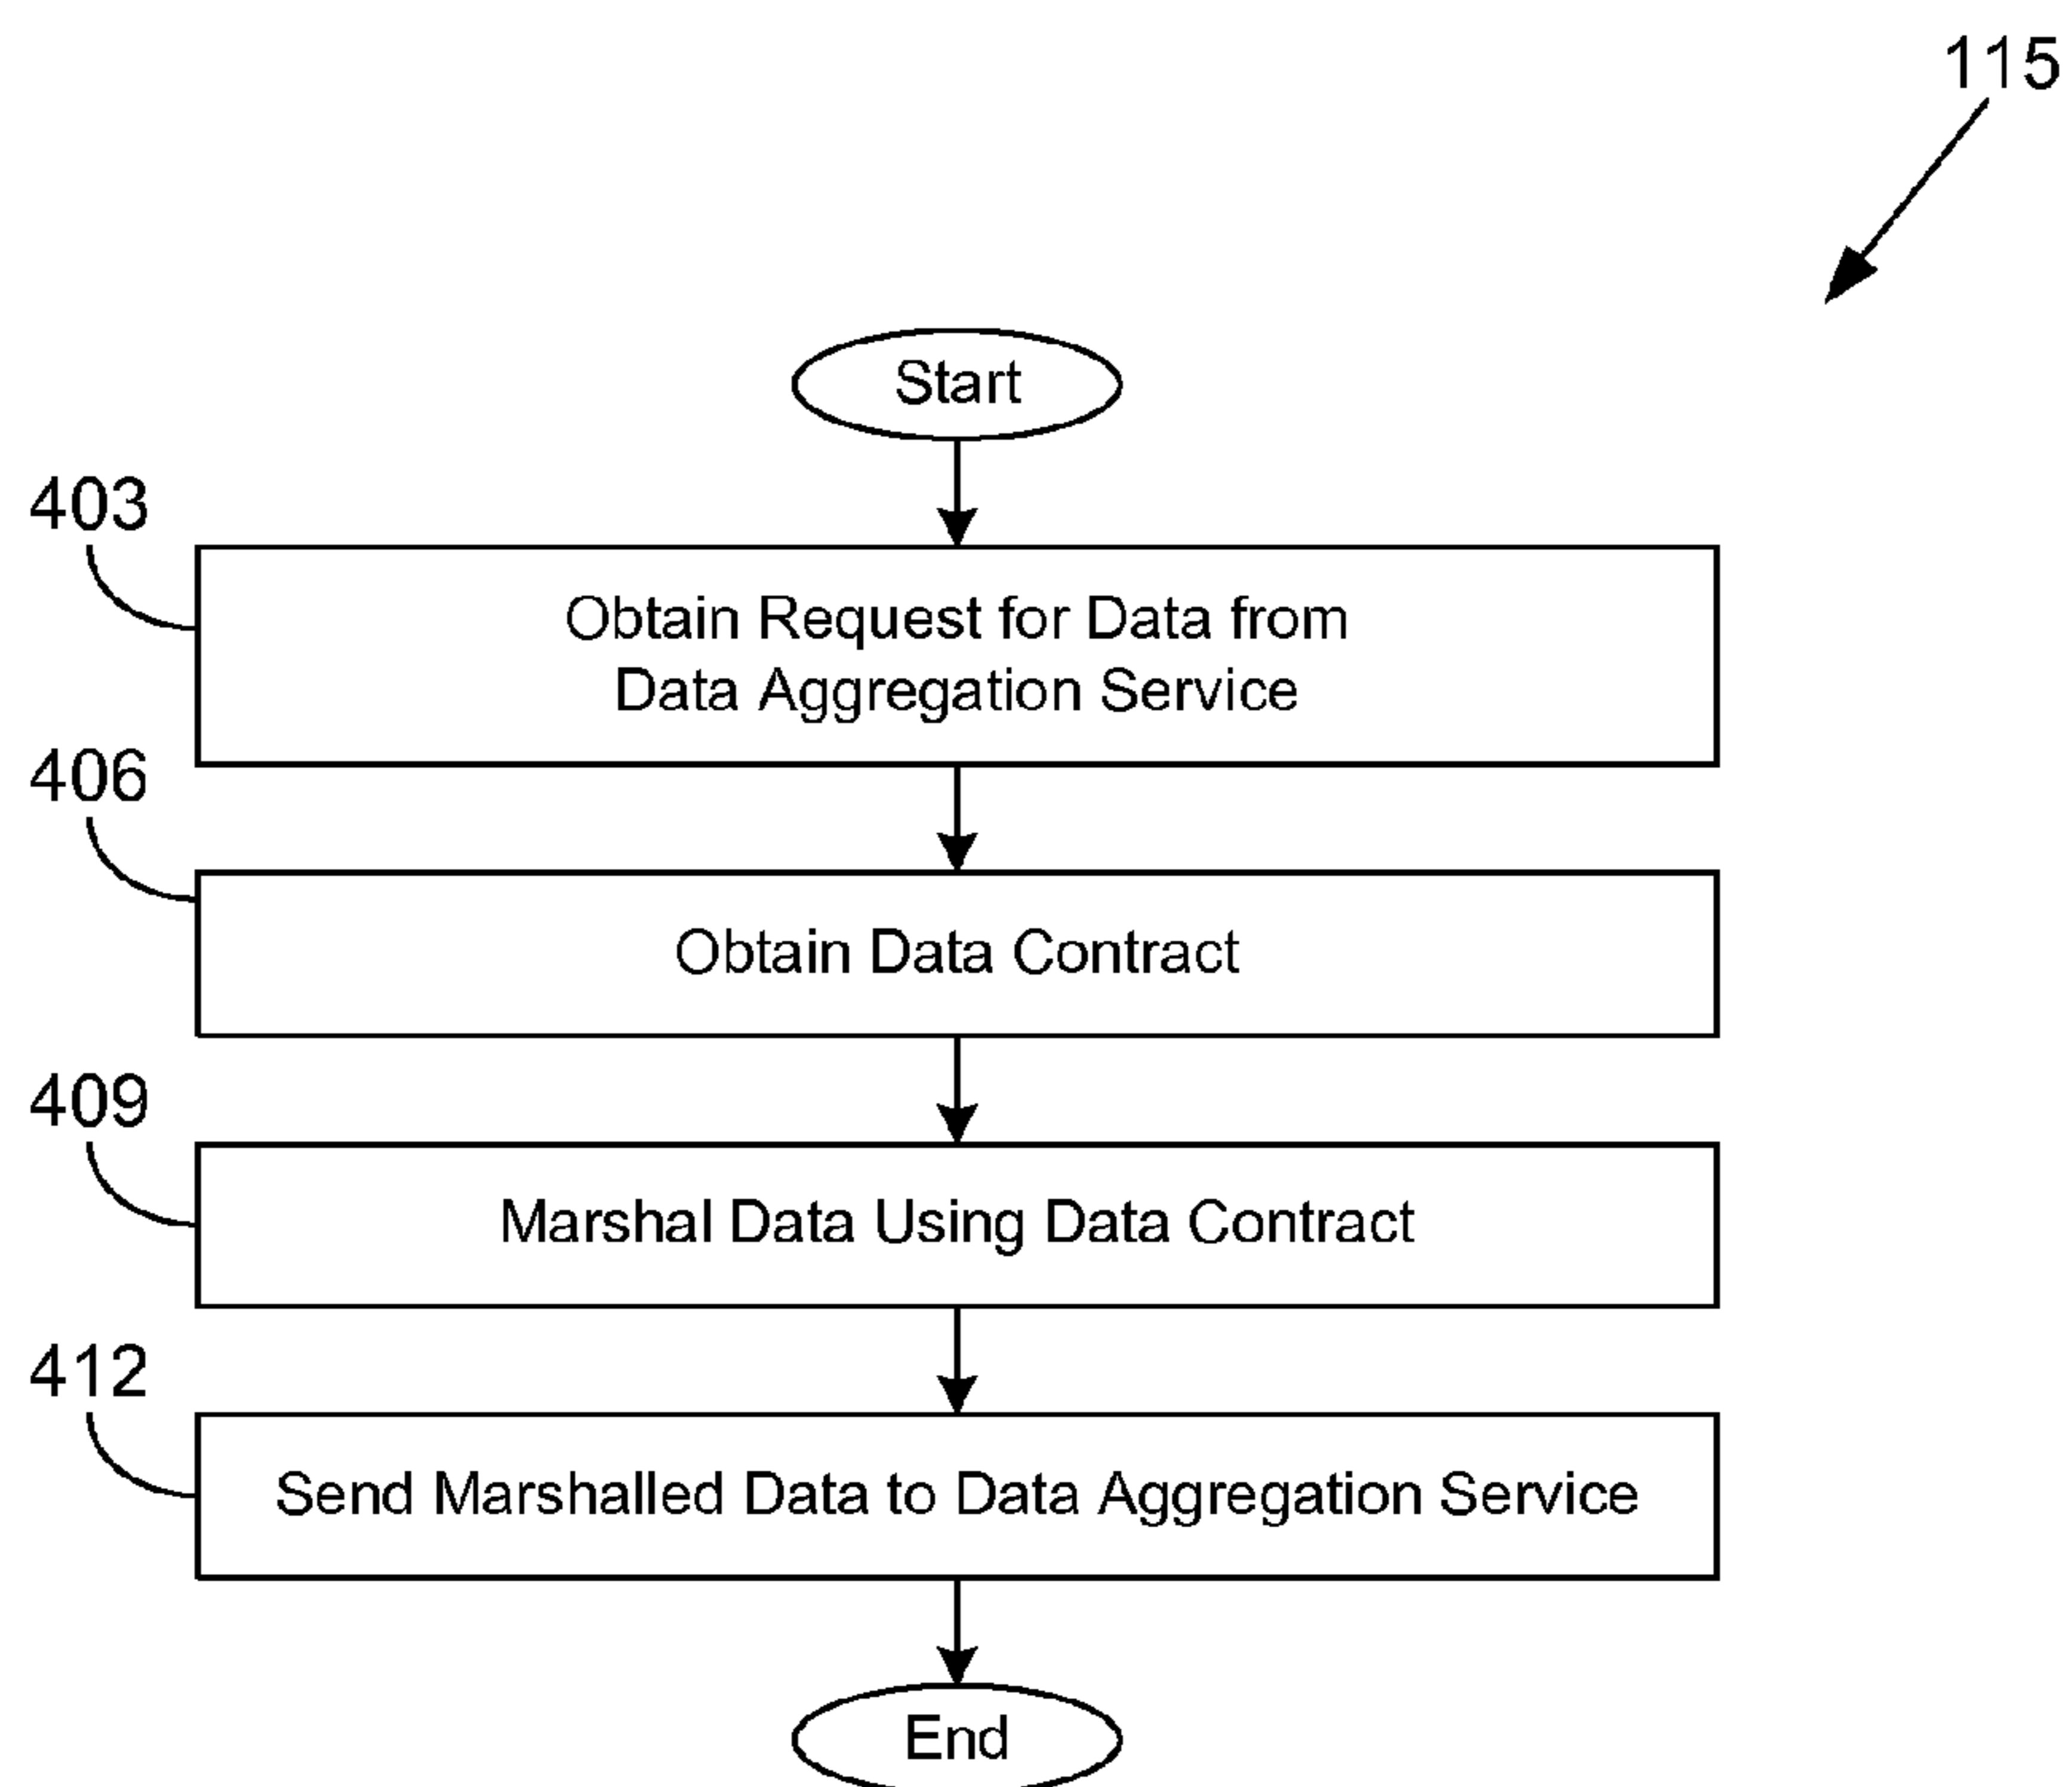 115
Start
403
Obtain Request for Data from
Data Aggregation Service
406
Obtain Data Contract
409
Marshal Data Using Data Contract
412
Send Marshalled Data to Data Aggregation Service
End